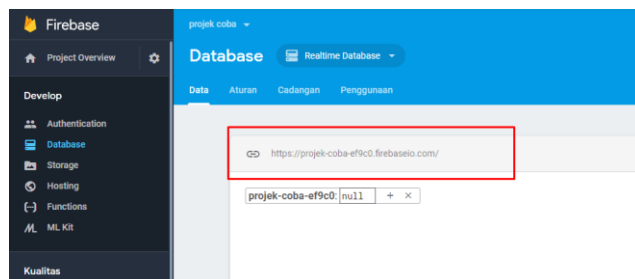 Firebase
Project Overview
Develop
Authentication
Database
Storage
Hosting
Functions
ML Kit
Kualitas
projek coba
Database
Realtime Database
Data Aturan Cadangan Penggunaan
https://projek-coba-ef9c0.firebaseio.com/
projek-coba-ef9c0: null + ×